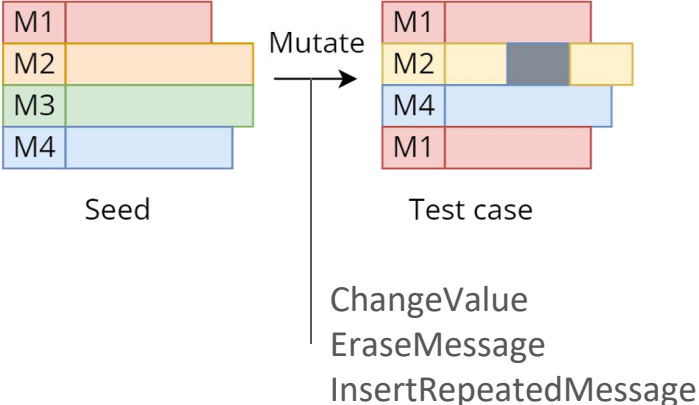 M1
M2
M3
M4
Seed
Mutate
M1
M2
M4
M1
Test case
ChangeValue
EraseMessage
InsertRepeatedMessage